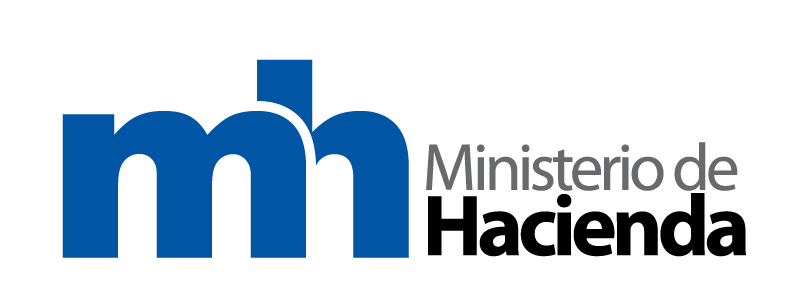 mh
Ministerio de
Hacienda